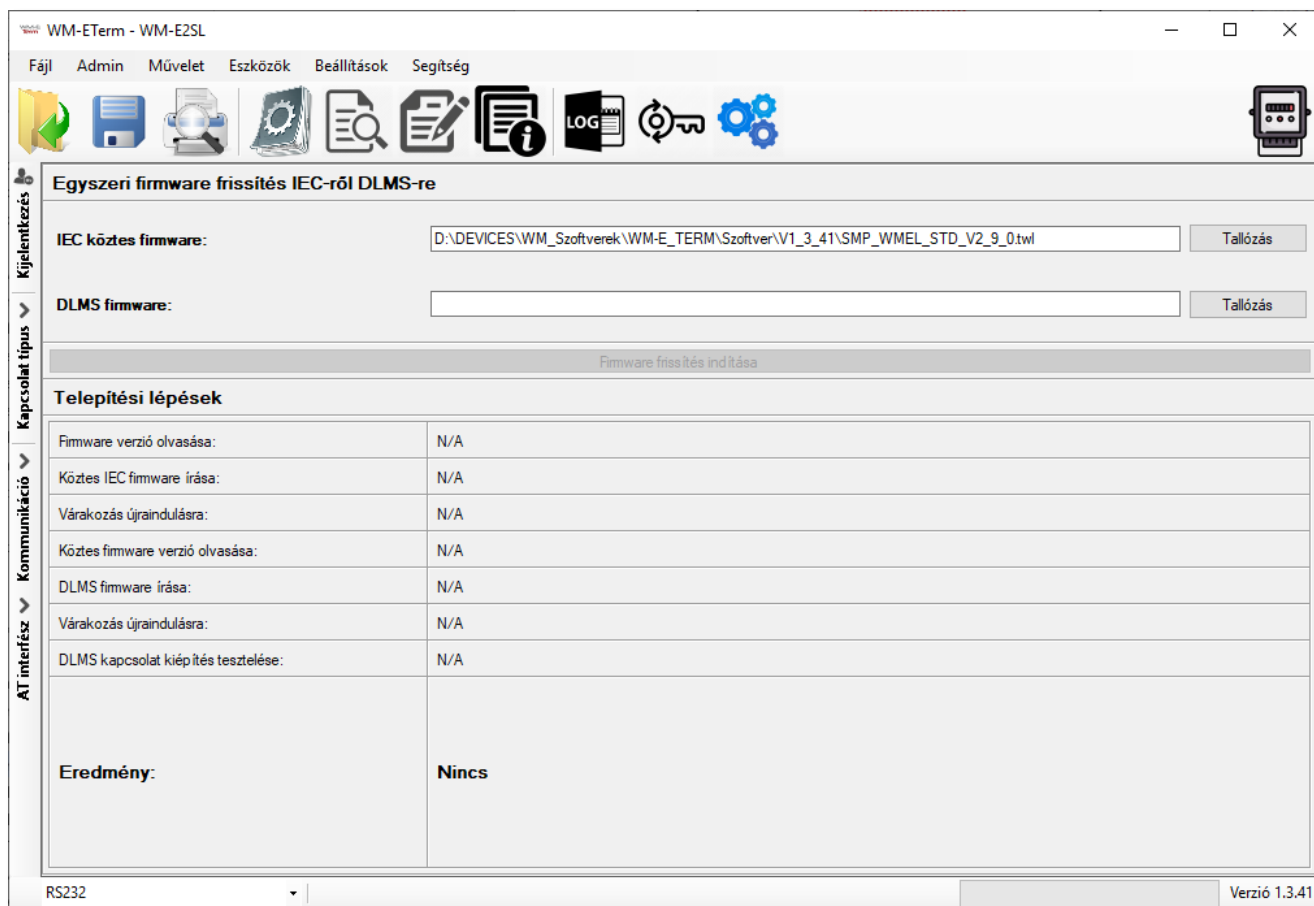 WM-ETerm - WM-E2SL
Fájl Admin Művelet Eszközök Beállítások Segítség
LOG
Kijelentkezés
Kapcsolat típus
Kommunikáció
AT interfész
Egyszeri firmware frissítés IEC-ről DLMS-re
IEC köztes firmware: D:\DEVICES\WM_Szoftverek\WM-E_TERM\Szoftver\V1_3_41\SMP_WMEL_STD_V2_9_0.twl Tallózás
DLMS firmware: Tallózás
Firmware frissítés indítása
Telepítési lépések
Firmware verzió olvasása: N/A
Köztes IEC firmware írása: N/A
Várakozás újraindulásra: N/A
Köztes firmware verzió olvasása: N/A
DLMS firmware írása: N/A
Várakozás újraindulásra: N/A
DLMS kapcsolat kiépítés tesztelése: N/A
Eredmény: Nincs
RS232 Verzió 1.3.41